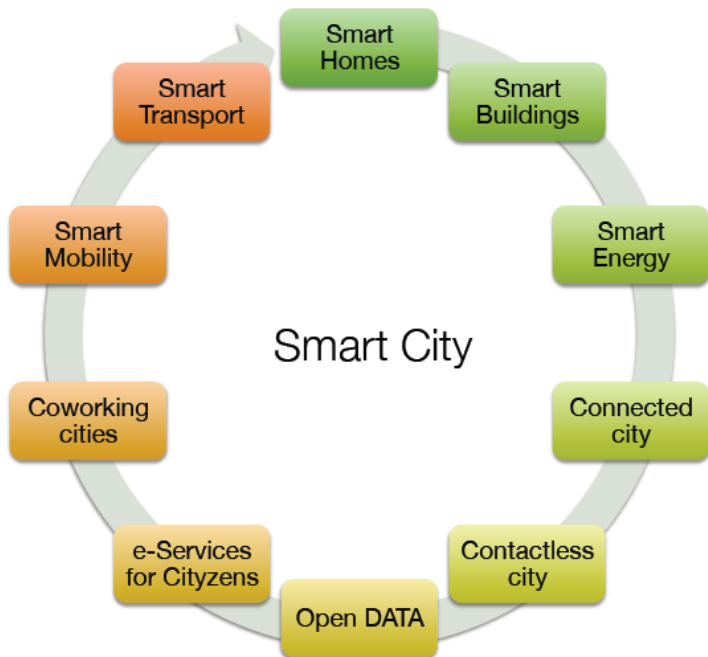 Smart
Homes
Smart
Buildings
Smart
Energy
Connected
city
Contactless
city
Open DATA
e-Services
for Cityzens
Coworking
cities
Smart
Mobility
Smart
Transport
Smart City